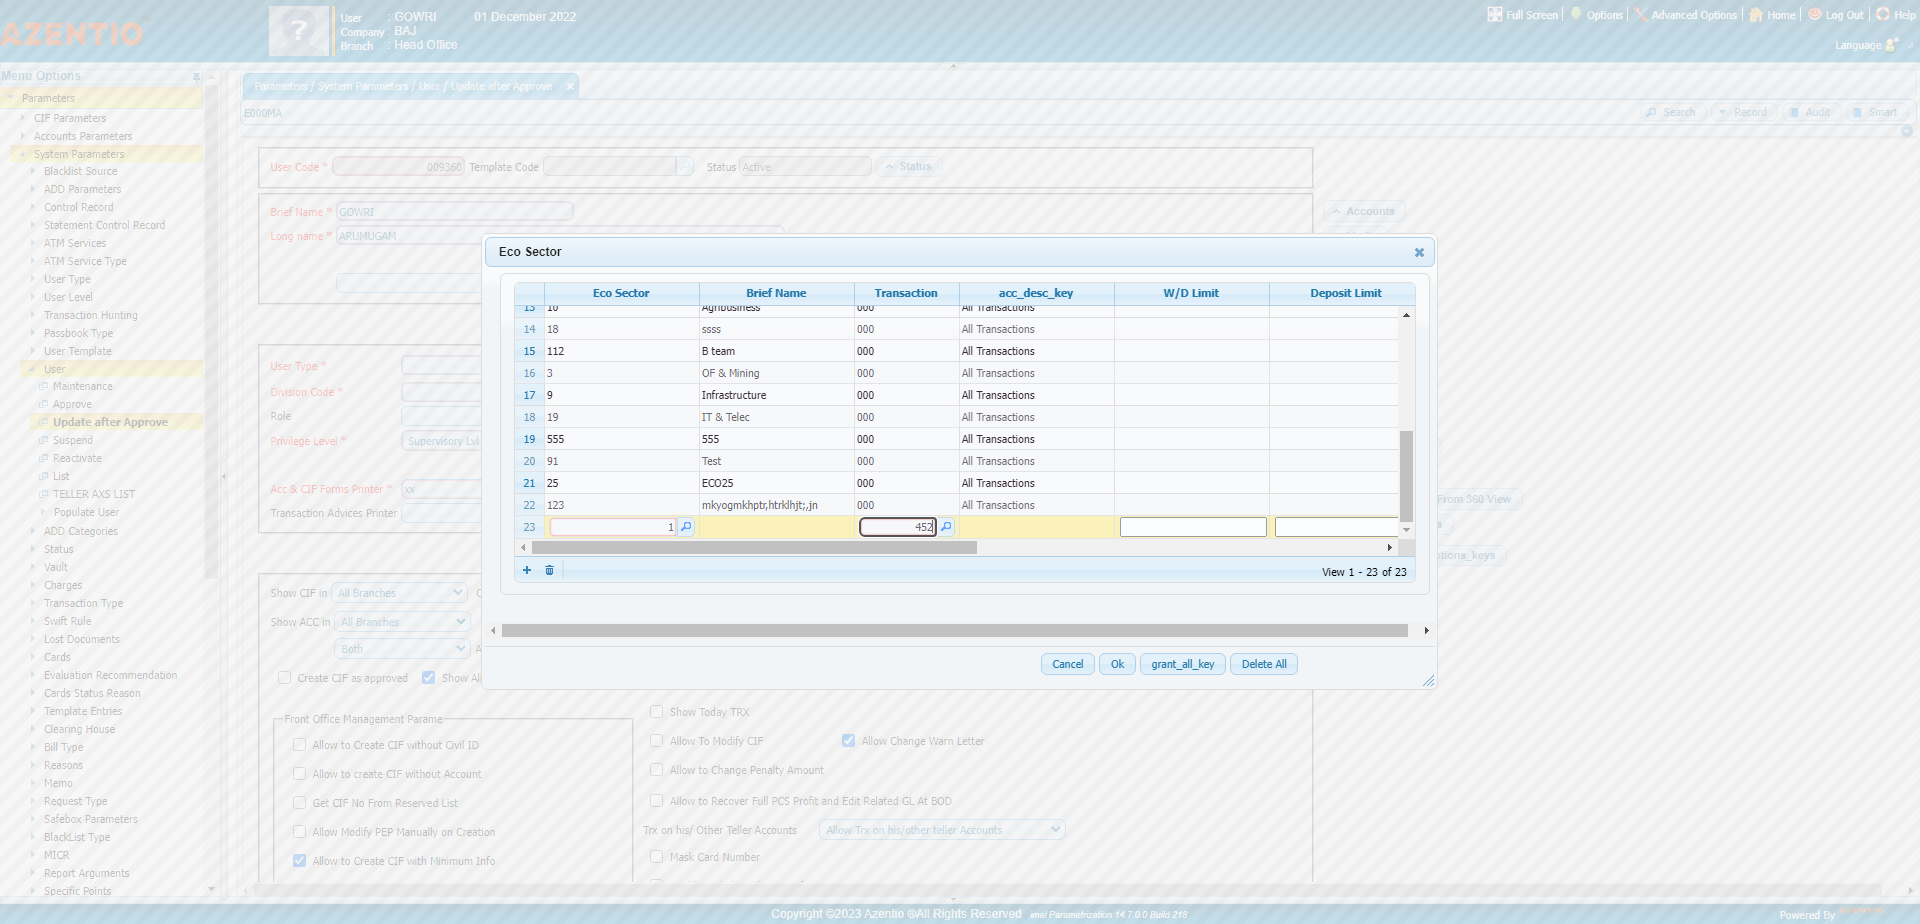 AZENTIO
User : GOWRI 01 December 2022
Company : BAJ
Branch : Head Office
Full Screen Options Advanced Options Home Log Out Help
Language
Menu Options
Parameters
CIF Parameters
Accounts Parameters
System Parameters
Blacklist Source
ADD Parameters
Control Record
Statement Control Record
ATM Services
ATM Service Type
User Type
User Level
Transaction Hunting
Passbook Type
User Template
User
Maintenance
Approve
Update after Approve
Suspend
Reactivate
List
TELLER AXS LIST
Populate User
ADD Categories
Status
Vault
Charges
Transaction Type
Swift Rule
Lost Documents
Cards
Evaluation Recommendation
Cards Status Reason
Template Entries
Clearing House
Bill Type
Reasons
Memo
Request Type
Safebox Parameters
BlackList Type
MICR
Report Arguments
Specific Points
Parameters / System Parameters / User / Update after Approve
E000MA
Search Record Audit Smart
User Code * 009360 Template Code Status Active Status
Brief Name * GOWRI
Accounts
Long name * ARUMUGAM
User Type *
Division Code *
Role
Privilege Level * Supervisory Lvl
Acc & CIF Forms Printer * xx
Transaction Advices Printer
From 360 View
Show CIF in All Branches
Show ACC in All Branches
Both
Create CIF as approved Show
Front Office Management Parame
Allow to Create CIF without Civil ID
Allow to create CIF without Account
Get CIF No From Reserved List
Allow Modify PEP Manually on Creation
Allow to Create CIF with Minimum Info
Show Today TRX
Allow To Modify CIF Allow Change Warn Letter
Allow to Change Penalty Amount
Allow to Recover Full PCS Profit and Edit Related GL At BOD
Trx on his/ Other Teller Accounts Allow Trx on his/other teller Accounts
Mask Card Number
Eco Sector
Eco Sector Brief Name Transaction acc_desc_key W/D Limit Deposit Limit
13 10 Agribusiness 000 All Transactions
14 18 ssss 000 All Transactions
15 112 B team 000 All Transactions
16 3 OF & Mining 000 All Transactions
17 9 Infrastructure 000 All Transactions
18 19 IT & Telec 000 All Transactions
19 555 555 000 All Transactions
20 91 Test 000 All Transactions
21 25 ECO25 000 All Transactions
22 123 mkyogmkhptr,htrklhjt;,jn 000 All Transactions
23 1 452
View 1 - 23 of 23
Cancel Ok grant_all_key Delete All
Copyright ©2023 Azentio ®All Rights Reserved imal Parametrization 14.7.0.0 Build 218
Powered By